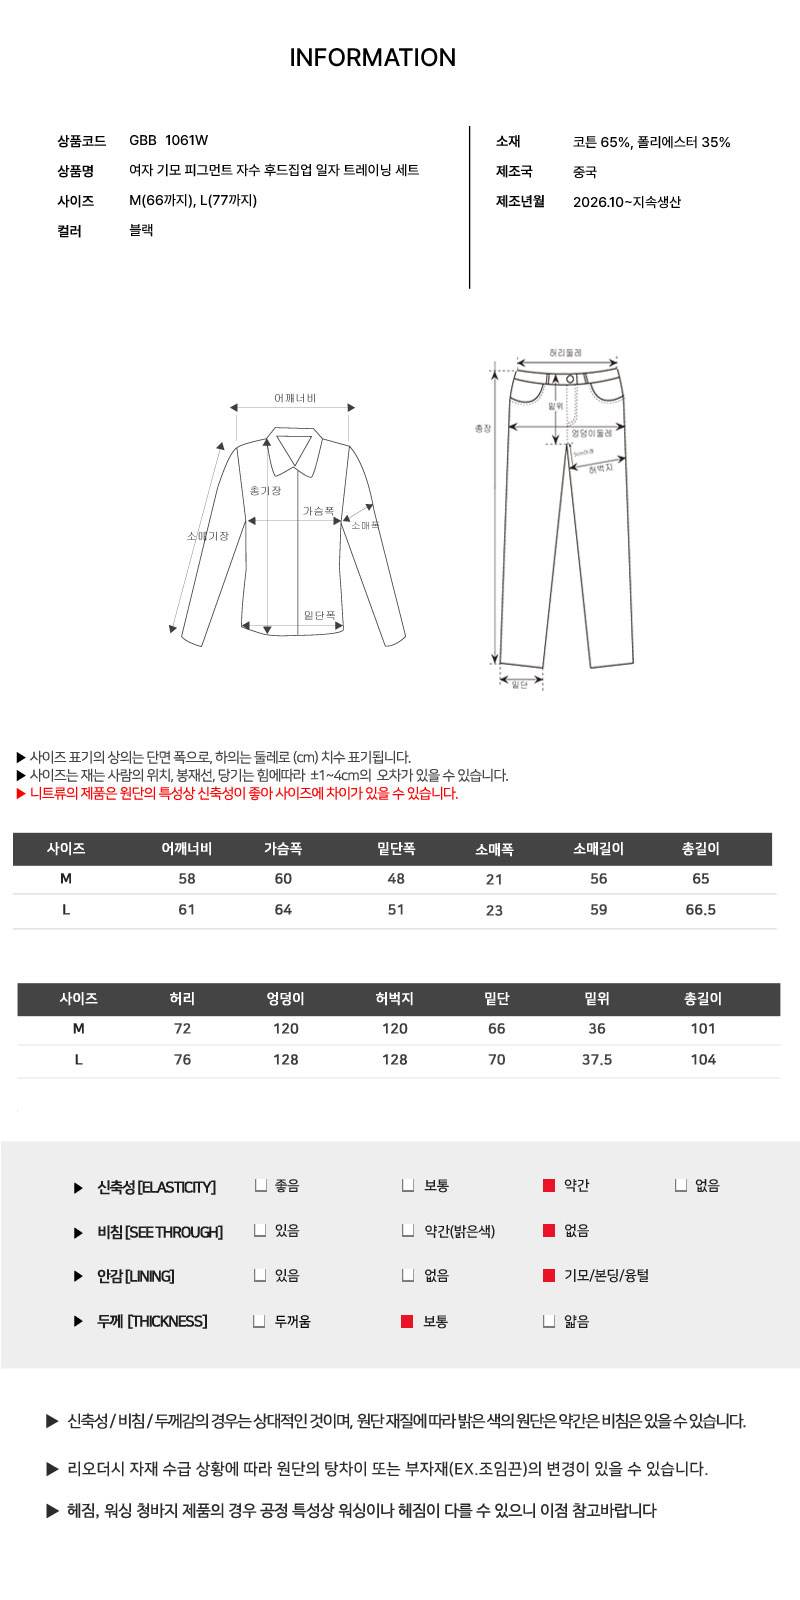 INFORMATION
상품코드 GBB 1061W
상품명 여자 기모 피그먼트 자수 후드집업 일자 트레이닝 세트
사이즈 M(66까지), L(77까지)
컬러 블랙
소재 코튼 65%, 폴리에스터 35%
제조국 중국
제조년월 2026.10~지속생산
어깨너비
총기장
가슴폭
소매폭
소매기장
밑단폭
허리둘레
밑위
총장
엉덩이둘레
허벅지
밑단
▶ 사이즈 표기의 상의는 단면 폭으로, 하의는 둘레로 (cm) 치수 표기됩니다.
▶ 사이즈는 재는 사람의 위치, 봉재선, 당기는 힘에따라 ±1~4cm의 오차가 있을 수 있습니다.
▶ 니트류의 제품은 원단의 특성상 신축성이 좋아 사이즈에 차이가 있을 수 있습니다.
사이즈 어깨너비 가슴폭 밑단폭 소매폭 소매길이 총길이
M 58 60 48 21 56 65
L 61 64 51 23 59 66.5
사이즈 허리 엉덩이 허벅지 밑단 밑위 총길이
M 72 120 120 66 36 101
L 76 128 128 70 37.5 104
▶ 신축성 [ELASTICITY] 좋음 보통 약간 없음
▶ 비침 [SEE THROUGH] 있음 약간(밝은색) 없음
▶ 안감 [LINING] 있음 없음 기모/본딩/융털
▶ 두께 [THICKNESS] 두꺼움 보통 얇음
▶ 신축성 / 비침 / 두께감의 경우는 상대적인 것이며, 원단 재질에 따라 밝은 색의 원단은 약간은 비침은 있을 수 있습니다.
▶ 리오더시 자재 수급 상황에 따라 원단의 탕차이 또는 부자재(EX.조임끈)의 변경이 있을 수 있습니다.
▶ 헤짐, 워싱 청바지 제품의 경우 공정 특성상 워싱이나 헤짐이 다를 수 있으니 이점 참고바랍니다